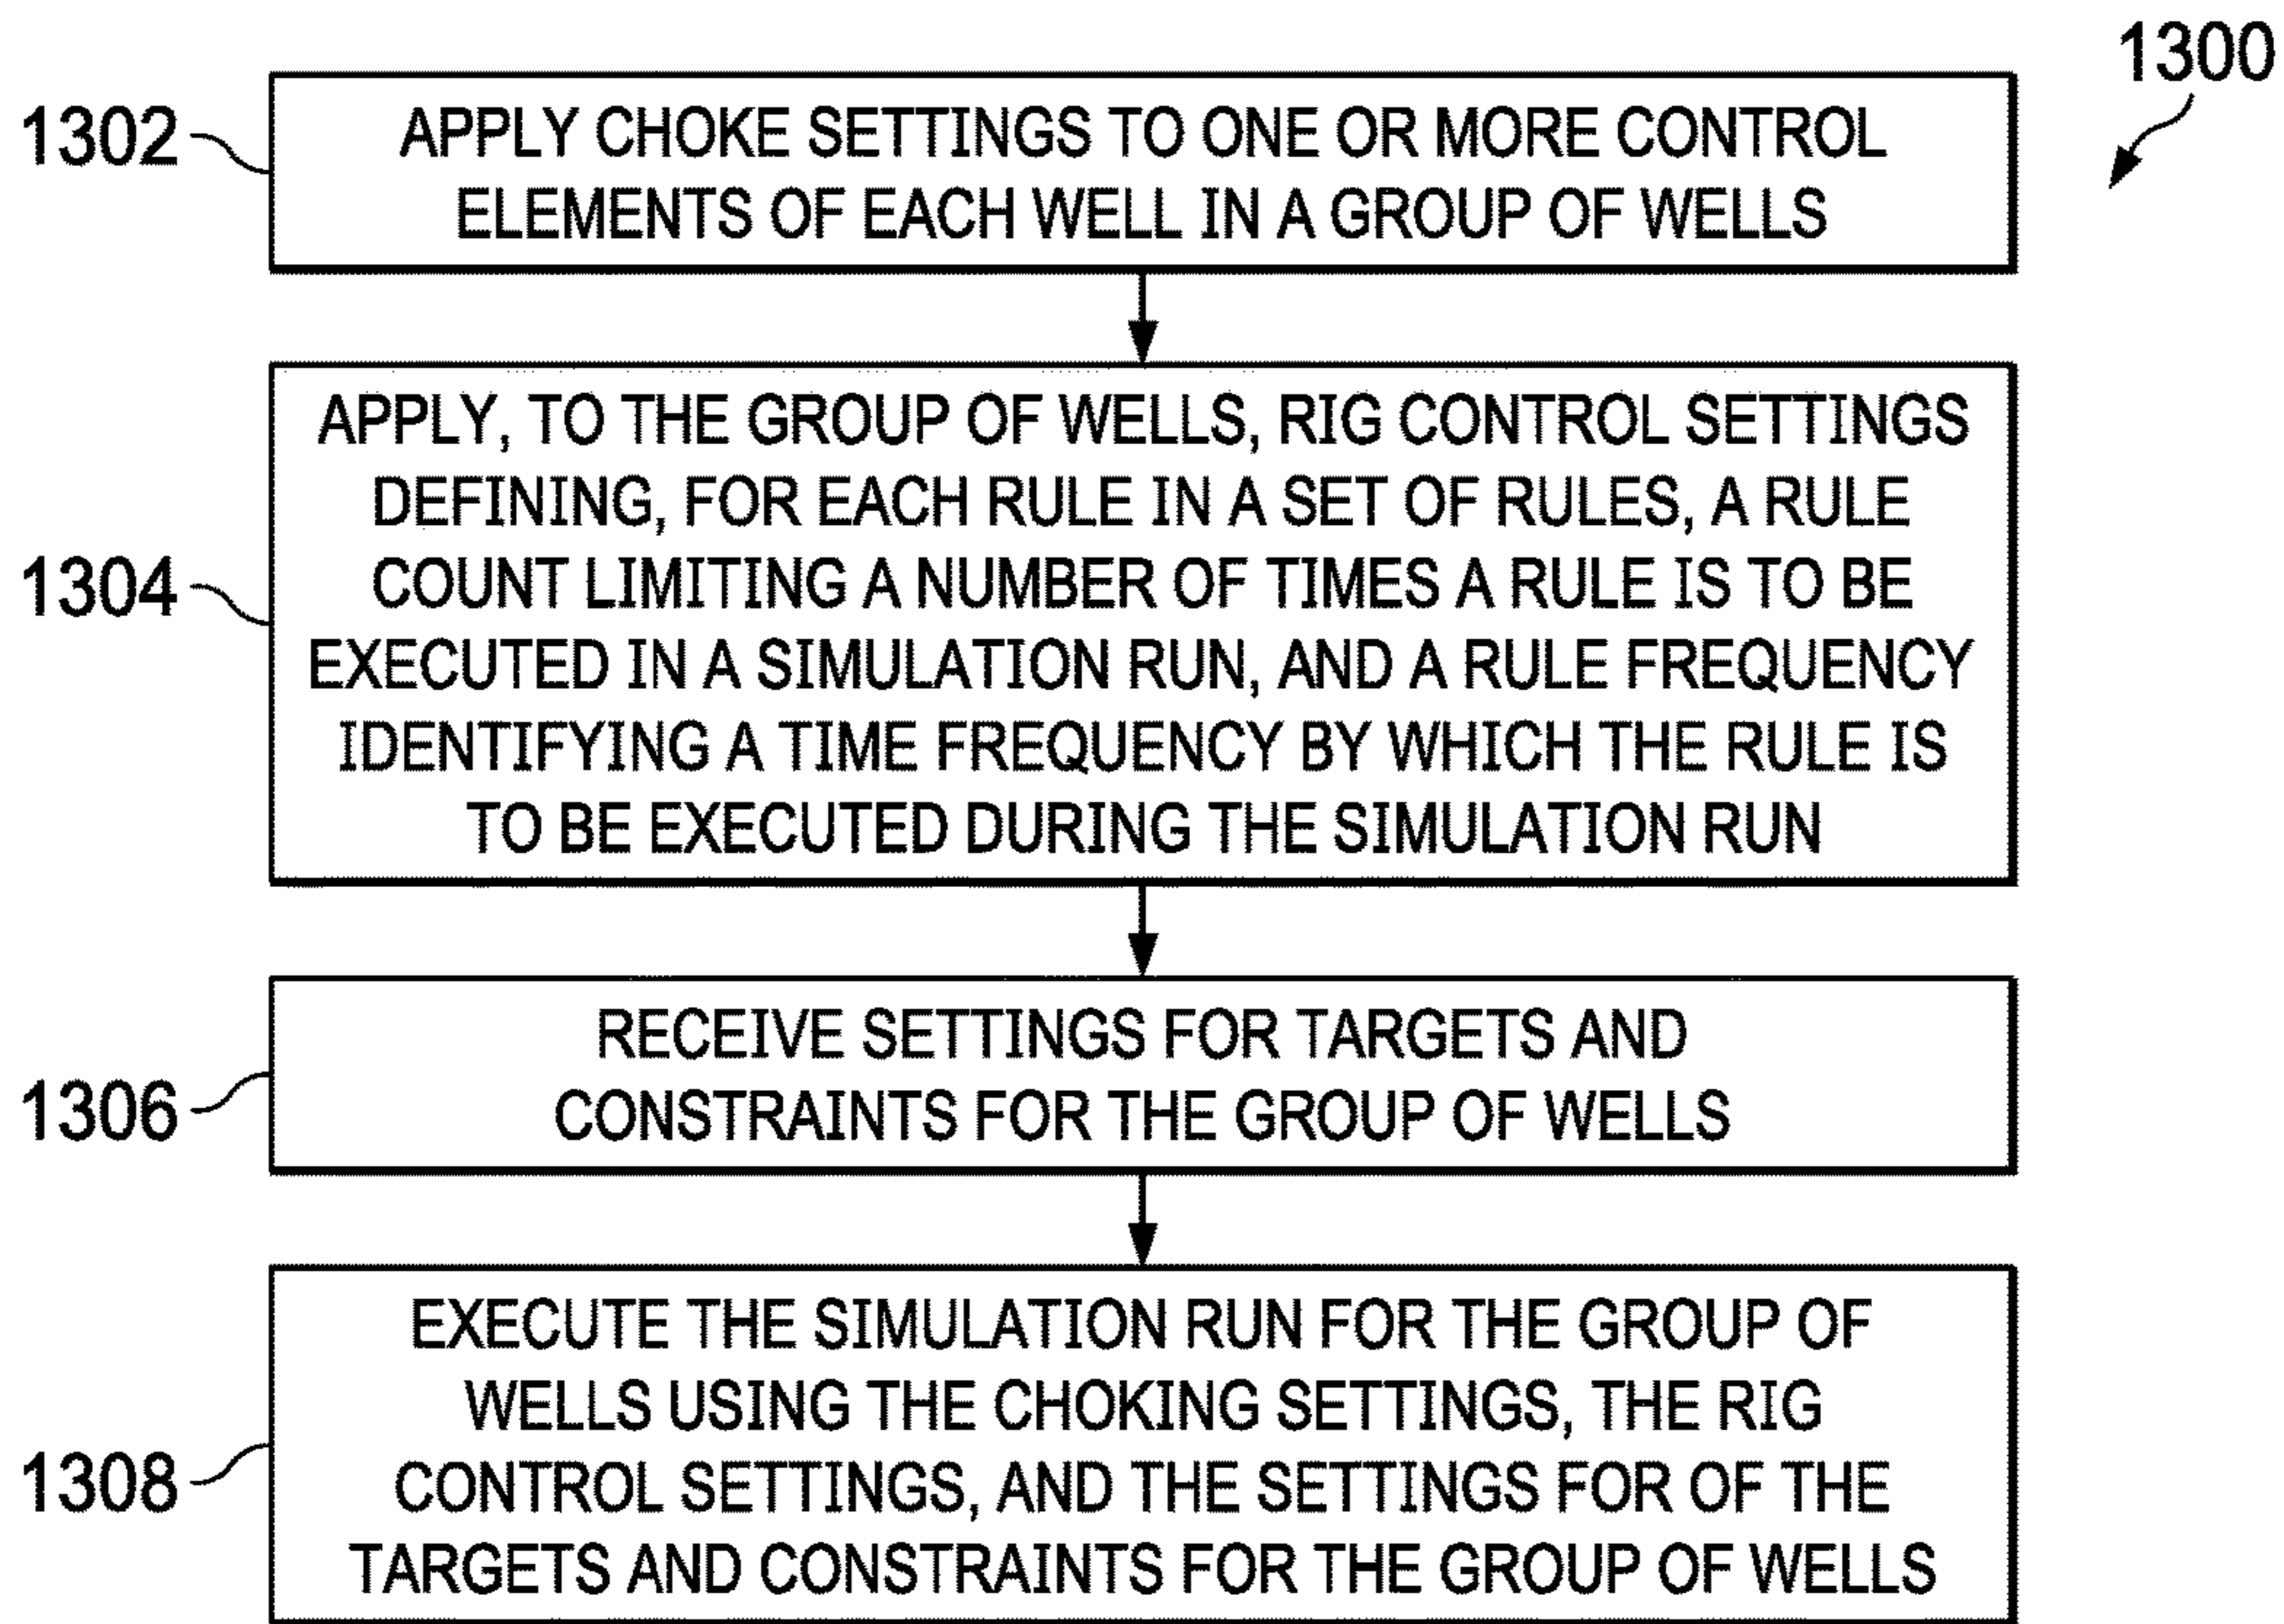 1300
1302
APPLY CHOKE SETTINGS TO ONE OR MORE CONTROL
ELEMENTS OF EACH WELL IN A GROUP OF WELLS
1304
APPLY, TO THE GROUP OF WELLS, RIG CONTROL SETTINGS
DEFINING, FOR EACH RULE IN A SET OF RULES, A RULE
COUNT LIMITING A NUMBER OF TIMES A RULE IS TO BE
EXECUTED IN A SIMULATION RUN, AND A RULE FREQUENCY
IDENTIFYING A TIME FREQUENCY BY WHICH THE RULE IS
TO BE EXECUTED DURING THE SIMULATION RUN
1306
RECEIVE SETTINGS FOR TARGETS AND
CONSTRAINTS FOR THE GROUP OF WELLS
1308
EXECUTE THE SIMULATION RUN FOR THE GROUP OF
WELLS USING THE CHOKING SETTINGS, THE RIG
CONTROL SETTINGS, AND THE SETTINGS FOR OF THE
TARGETS AND CONSTRAINTS FOR THE GROUP OF WELLS